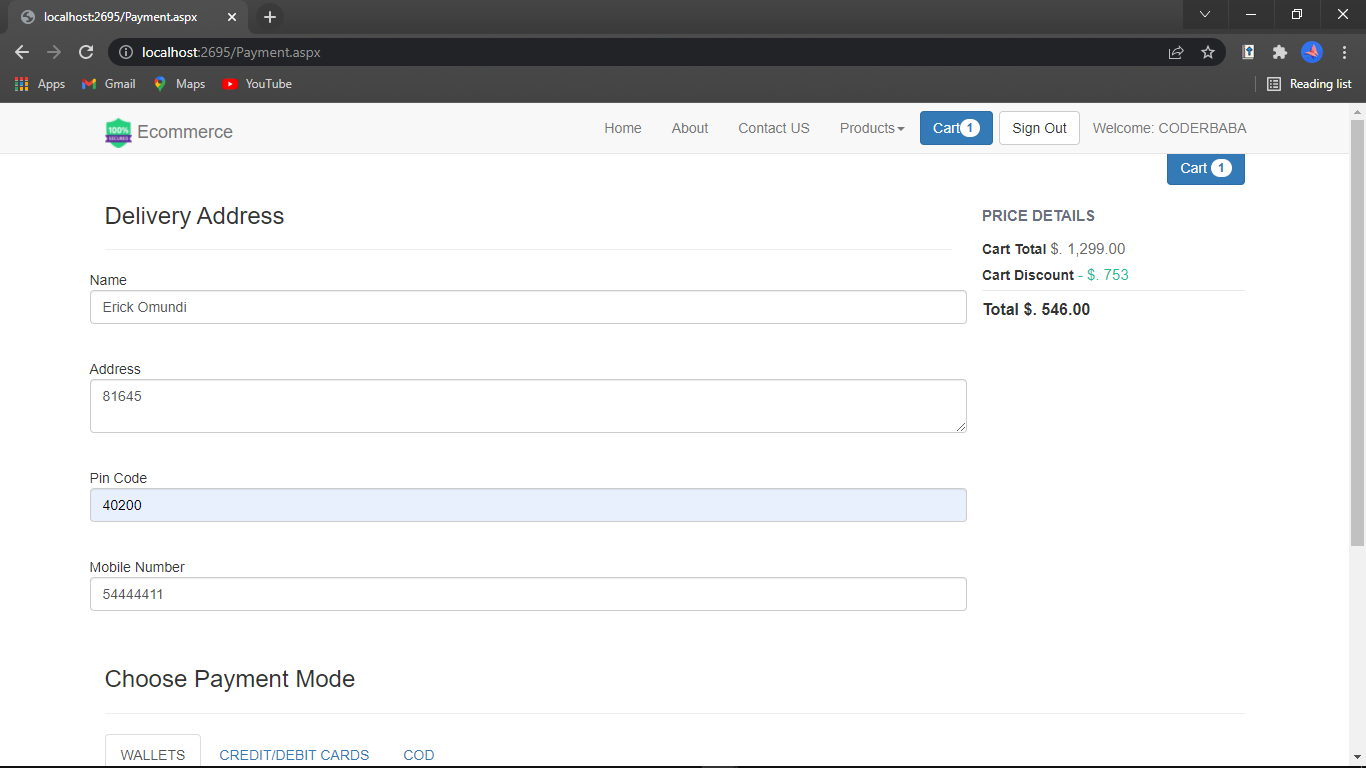 localhost:2695/Payment.aspx
localhost:2695/Payment.aspx
Apps Gmail Maps YouTube Reading list
100% SECURED Ecommerce Home About Contact US Products Cart 1 Sign Out Welcome: CODERBABA
Cart 1
Delivery Address
PRICE DETAILS
Cart Total $. 1,299.00
Cart Discount - $. 753
Total $. 546.00
Name
Erick Omundi
Address
81645
Pin Code
40200
Mobile Number
54444411
Choose Payment Mode
WALLETS CREDIT/DEBIT CARDS COD